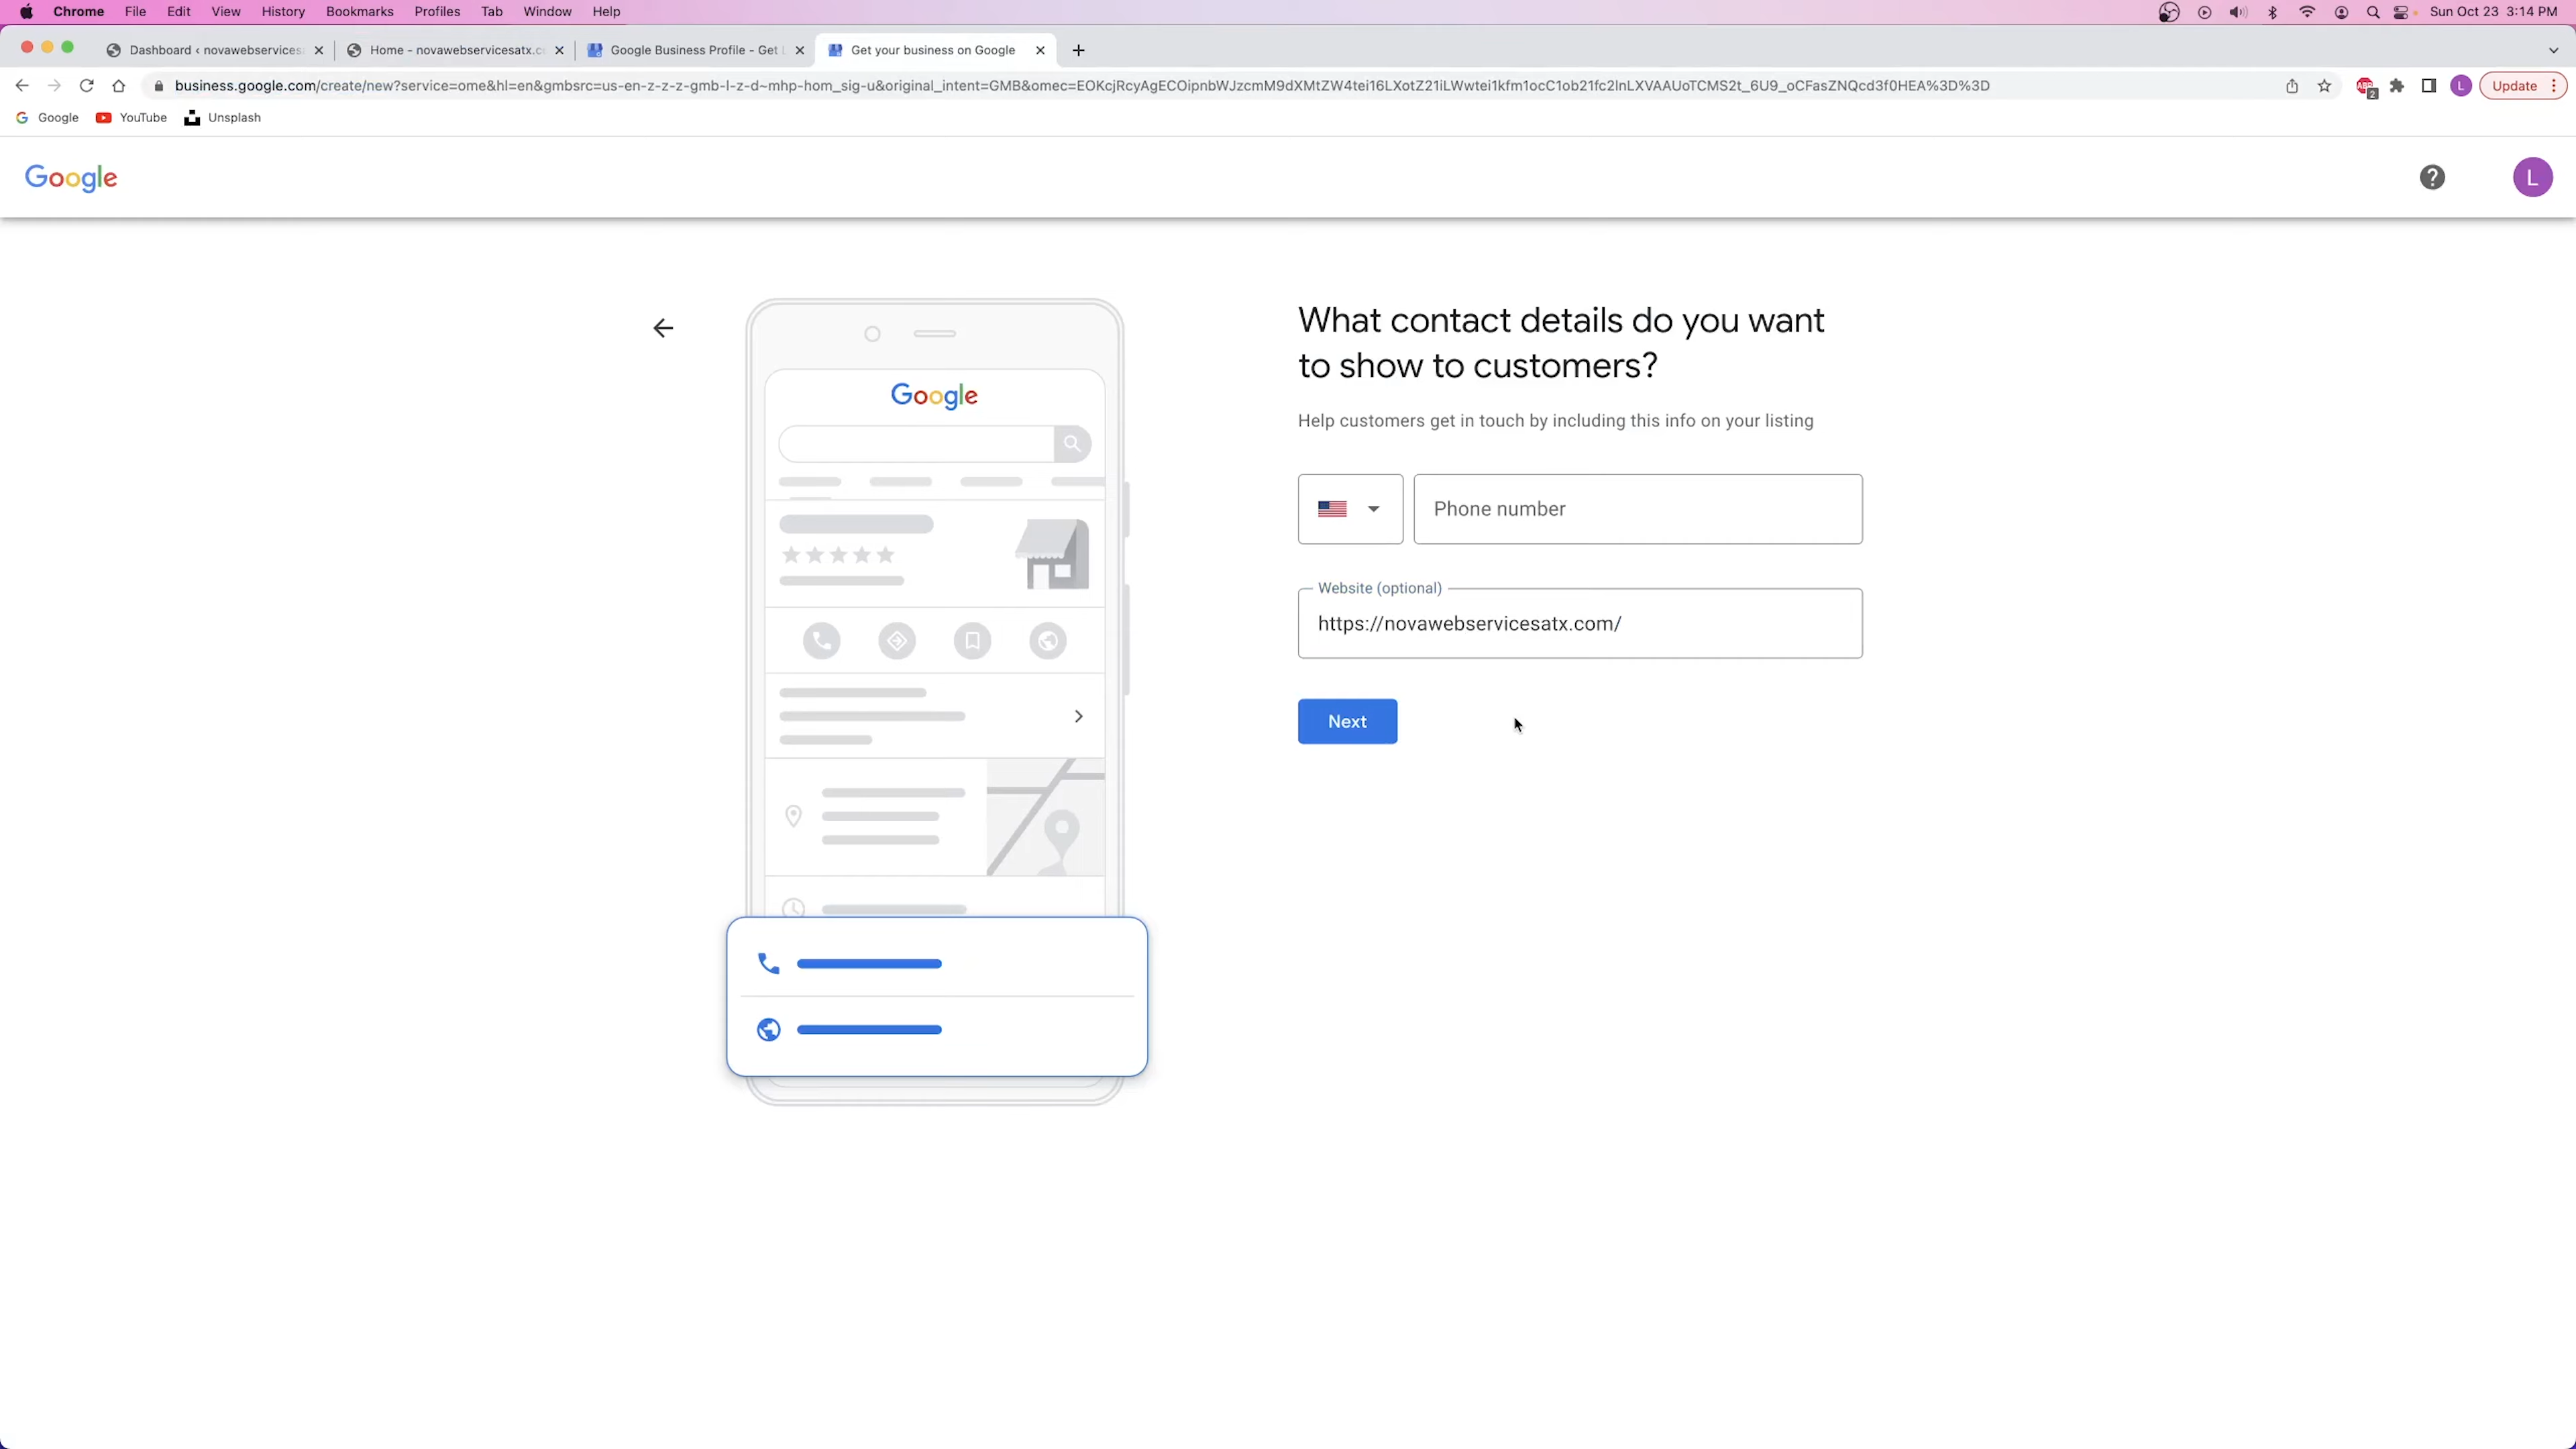 Chrome File Edit View History Bookmarks Profiles Tab Window Help Sun Oct 23 3:14 PM
Dashboard ‹ novawebservices Home - novawebservicesatx.c Google Business Profile - Get L Get your business on Google
business.google.com/create/new?service=ome&hl=en&gmbsrc=us-en-z-z-z-gmb-l-z-d~mhp-hom_sig-u&original_intent=GMB&omec=EOKcjRcyAgECOipnbWJzcmM9dXMtZW4tei16LXotZ21iLWwtei1kfm1ocC1ob21fc2lnLXVAAUoTCMS2t_6U9_oCFasZNQcd3f0HEA%3D%3D ABP 2 L Update
Google YouTube Unsplash
Google L
What contact details do you want
to show to customers?
Help customers get in touch by including this info on your listing
Phone number
Website (optional)
https://novawebservicesatx.com/
Next
Google